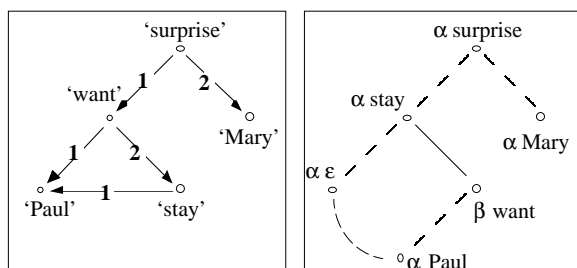 ‘surprise’
1
2
‘want’
‘Mary’
1
2
1
‘Paul’
‘stay’
α surprise
α stay
α Mary
α ε
β want
α Paul